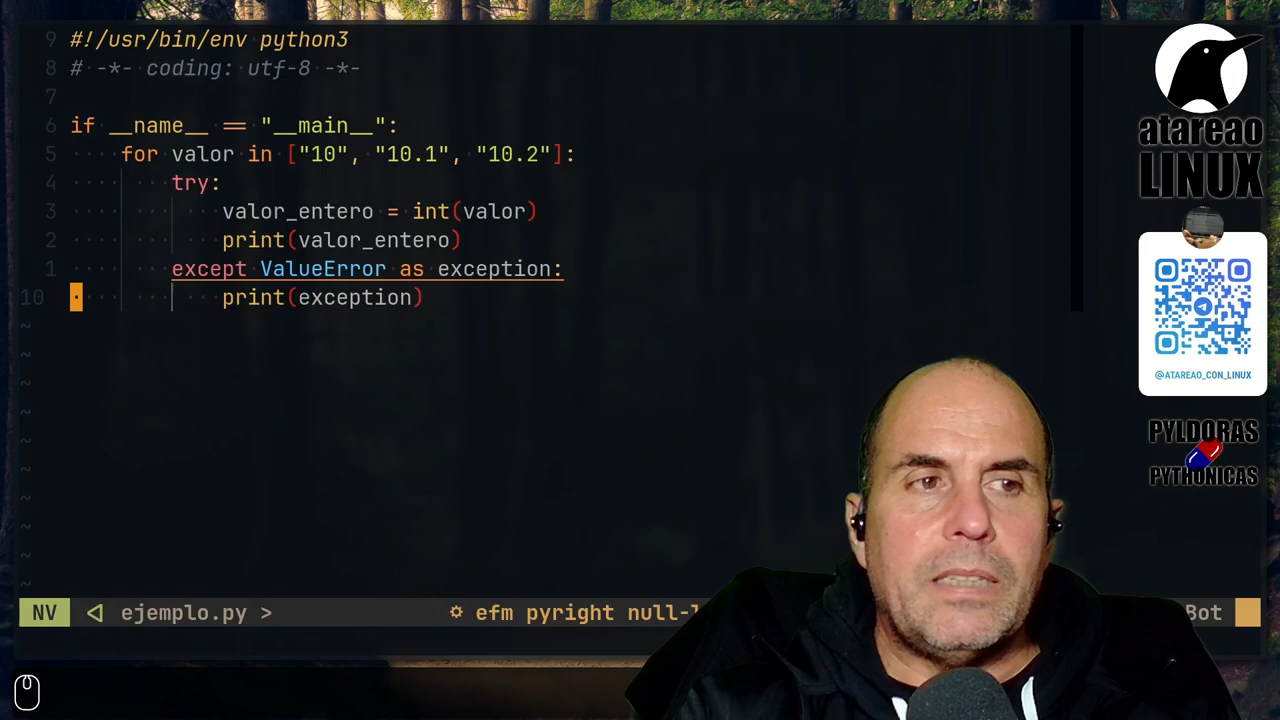 9 #!/usr/bin/env python3
8 # -*- coding: utf-8 -*-
7
6 if __name__ == "__main__":
5 for valor in ["10", "10.1", "10.2"]:
4 try:
3 valor_entero = int(valor)
2 print(valor_entero)
1 except ValueError as exception:
10 print(exception)
NV ejemplo.py > efm pyright null-l Bot
atareao
LINUX
@ATAREAO_CON_LINUX
PYLDORAS
PYTHONICAS